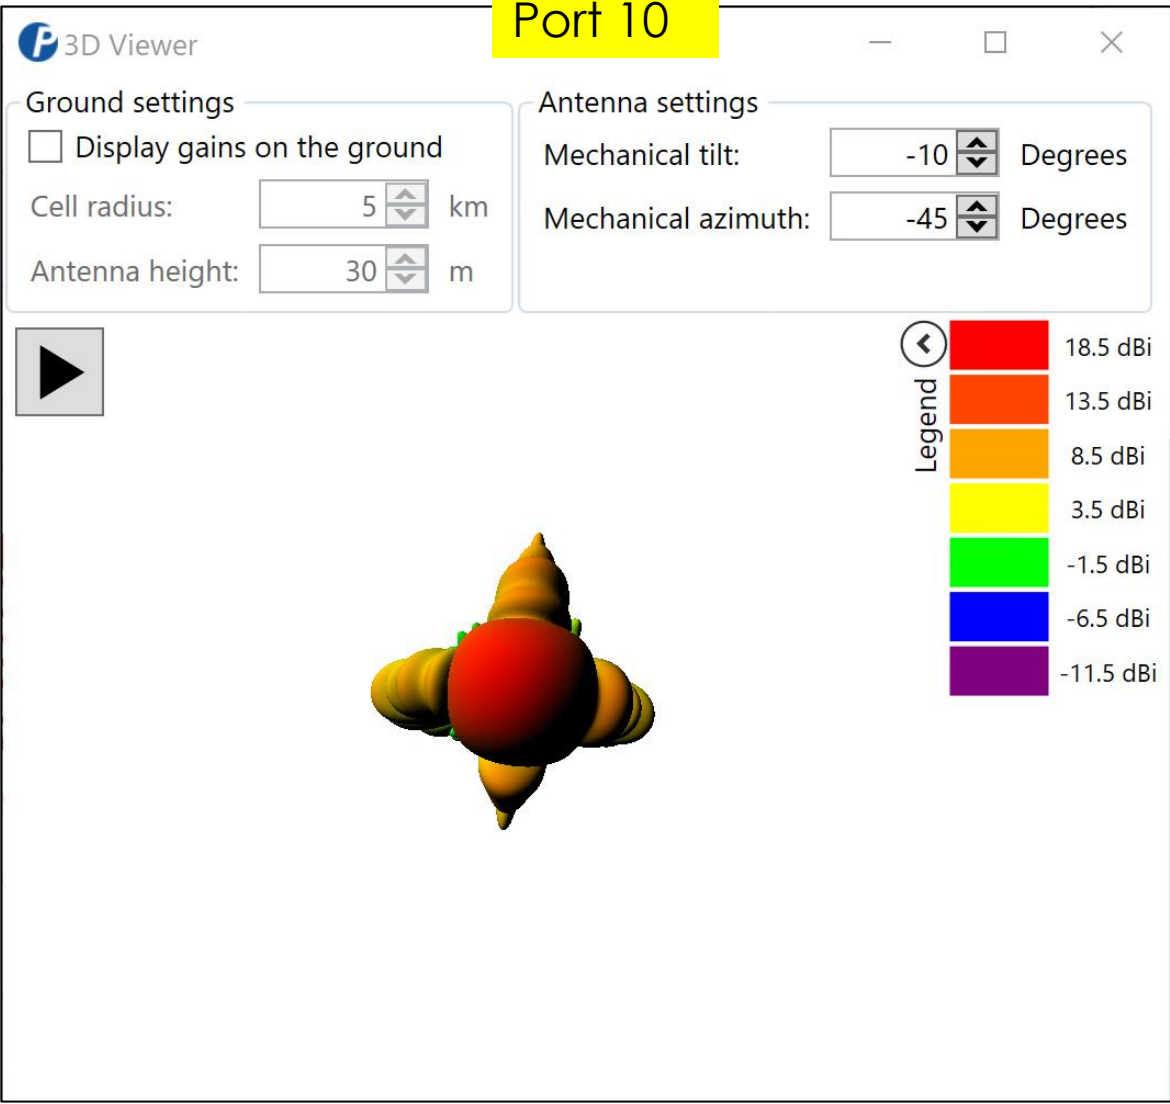 Port 10
3D Viewer
Ground settings
Display gains on the ground
Cell radius: 5 km
Antenna height: 30 m
Antenna settings
Mechanical tilt: -10 Degrees
Mechanical azimuth: -45 Degrees
Legend
18.5 dBi
13.5 dBi
8.5 dBi
3.5 dBi
-1.5 dBi
-6.5 dBi
-11.5 dBi